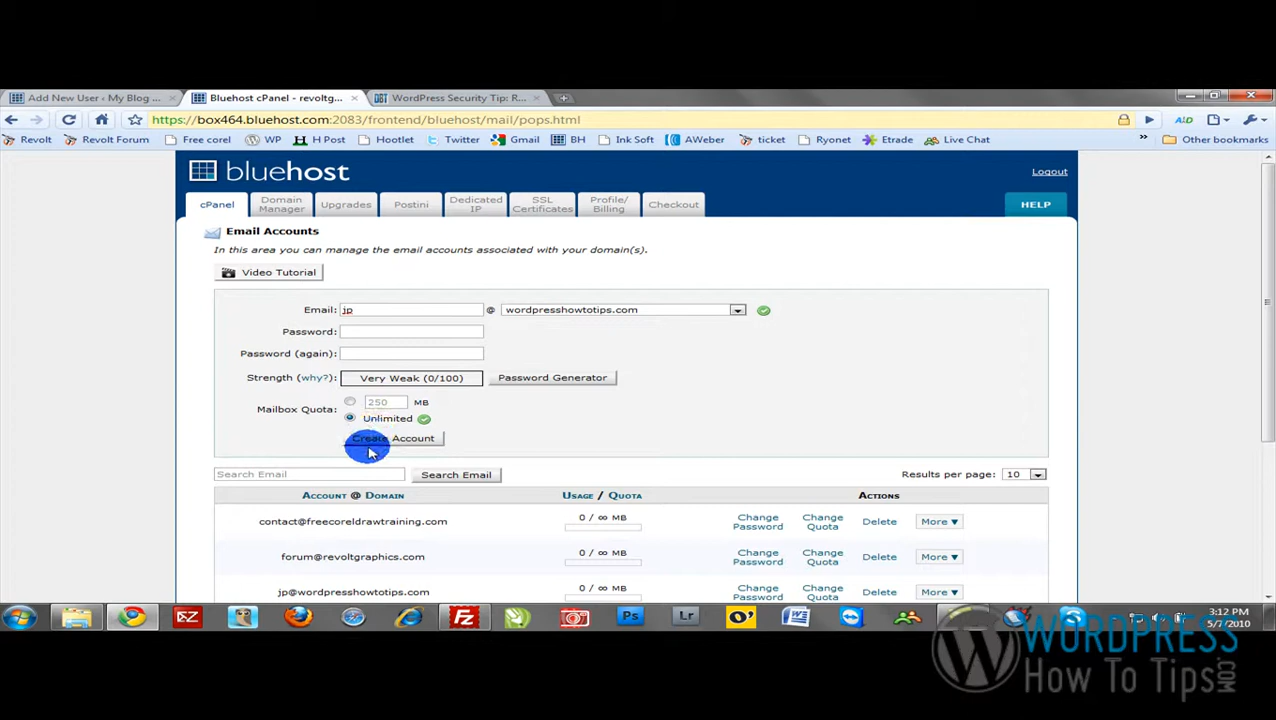 Add New User - My Blog ...
Bluehost cPanel - revoltg...
WordPress Security Tip: R...
https://box464.bluehost.com:2083/frontend/bluehost/mail/pops.html
Revolt Revolt Forum Free corel WP H Post Hootlet Twitter Gmail BH Ink Soft AWeber ticket Ryonet Etrade Live Chat » Other bookmarks
bluehost
Logout
cPanel
Domain Manager
Upgrades
Postini
Dedicated IP
SSL Certificates
Profile/ Billing
Checkout
HELP
Email Accounts
In this area you can manage the email accounts associated with your domain(s).
Video Tutorial
Email: jp @ wordpresshowtotips.com
Password:
Password (again):
Strength (why?): Very Weak (0/100) Password Generator
Mailbox Quota: 250 MB
Unlimited
Create Account
Search Email Search Email Results per page: 10
ACCOUNT @ DOMAIN USAGE / QUOTA ACTIONS
contact@freecoreldrawtraining.com 0 / ∞ MB Change Password Change Quota Delete More ▼
forum@revoltgraphics.com 0 / ∞ MB Change Password Change Quota Delete More ▼
jp@wordpresshowtotips.com 0 / ∞ MB Change Password Change Quota Delete More ▼
3:12 PM
5/7/2010
WORDPRESS
How To Tips.COM